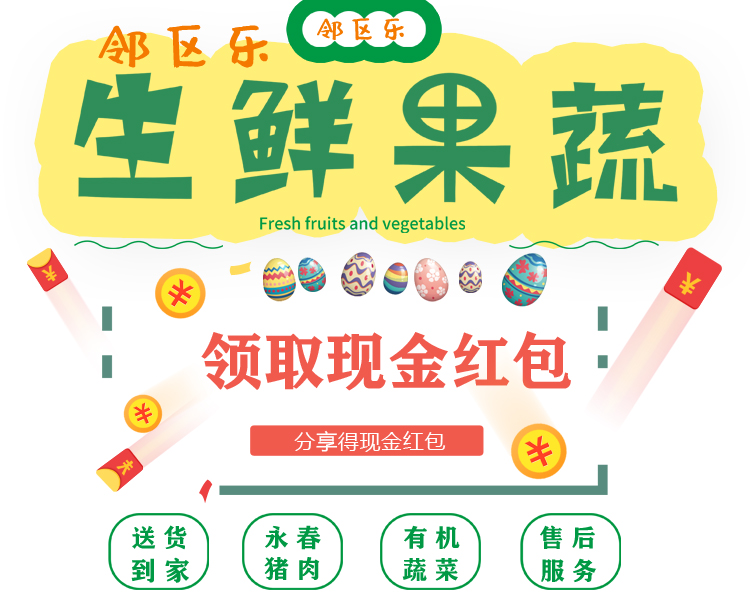 邻区乐
邻区乐
生鲜果蔬
Fresh fruits and vegetables
领取现金红包
分享得现金红包
送货
到家
永春
猪肉
有机
蔬菜
售后
服务